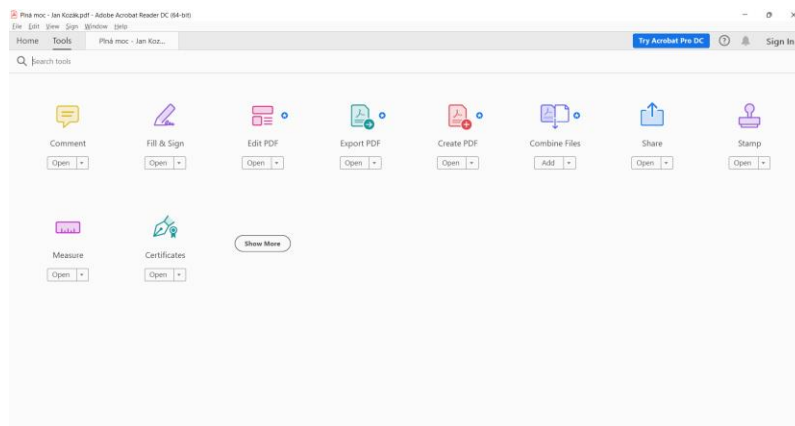 Plná moc - Jan Kozák.pdf - Adobe Acrobat Reader DC (64-bit)
File Edit View Sign Window Help
Home Tools Plná moc - Jan Koz... Try Acrobat Pro DC Sign In
Search tools
Comment Fill & Sign Edit PDF Export PDF Create PDF Combine Files Share Stamp
Open Open Open Open Open Add Open Open
Measure Certificates Show More
Open Open